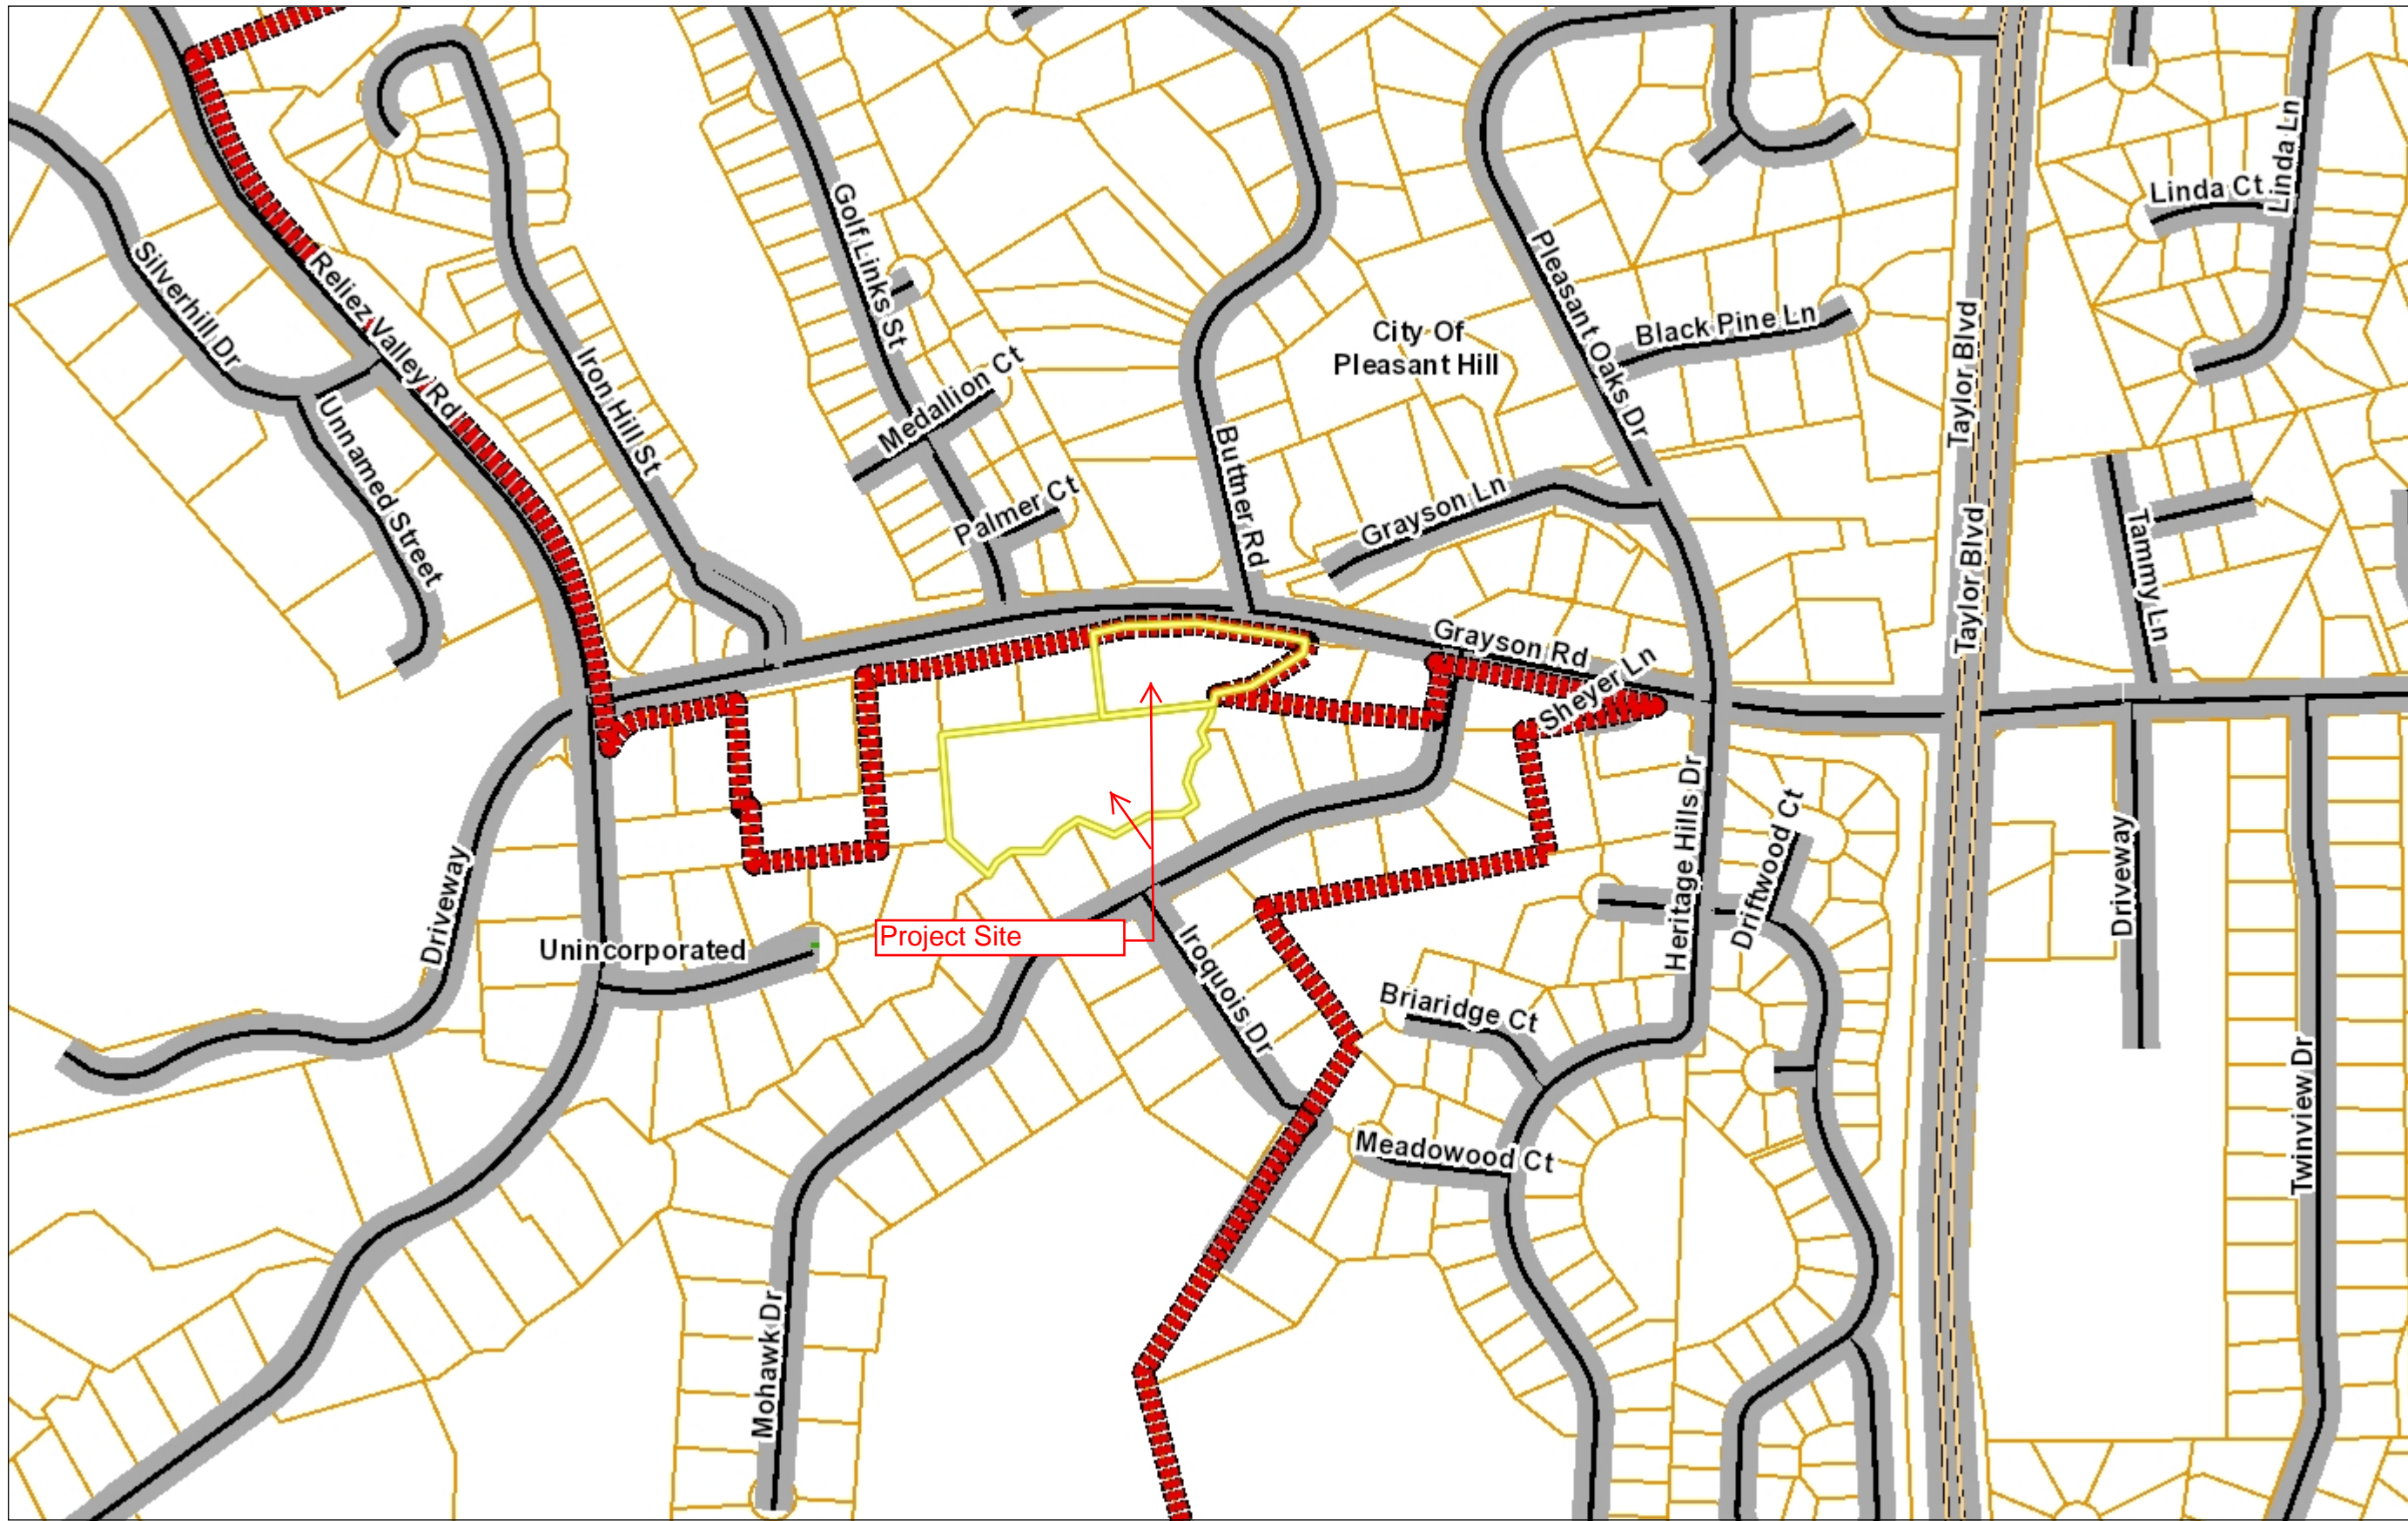 Linda Ln
Linda Ct
Golf Links St
Silverhill Dr
Reliez Valley Rd
Pleasant Oaks Dr
City Of
Pleasant Hill
Black Pine Ln
Taylor Blvd
Iron Hill St
Medallion Ct
Unnamed Street
Buttner Rd
Palmer Ct
Grayson Ln
Taylor Blvd
Tammy Ln
Grayson Rd
Sheyer Ln
Heritage Hills Dr
Driftwood Ct
Driveway
Driveway
Unincorporated
Project Site
Iroquois Dr
Briaridge Ct
Meadowood Ct
Twinview Dr
Mohawk Dr